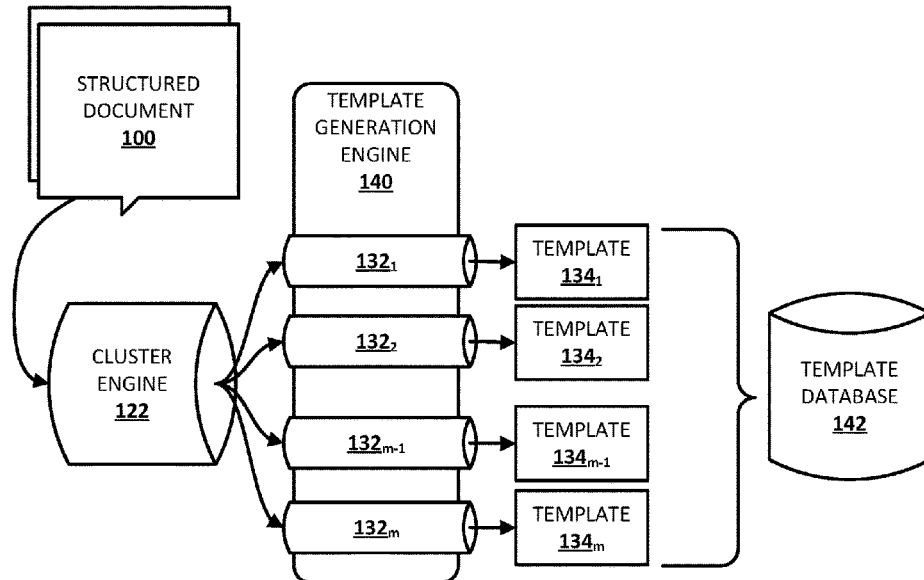 STRUCTURED
DOCUMENT
100
TEMPLATE
GENERATION
ENGINE
140
CLUSTER
ENGINE
122
132₁
132₂
132ₘ₋₁
132ₘ
TEMPLATE
134₁
TEMPLATE
134₂
TEMPLATE
134ₘ₋₁
TEMPLATE
134ₘ
TEMPLATE
DATABASE
142